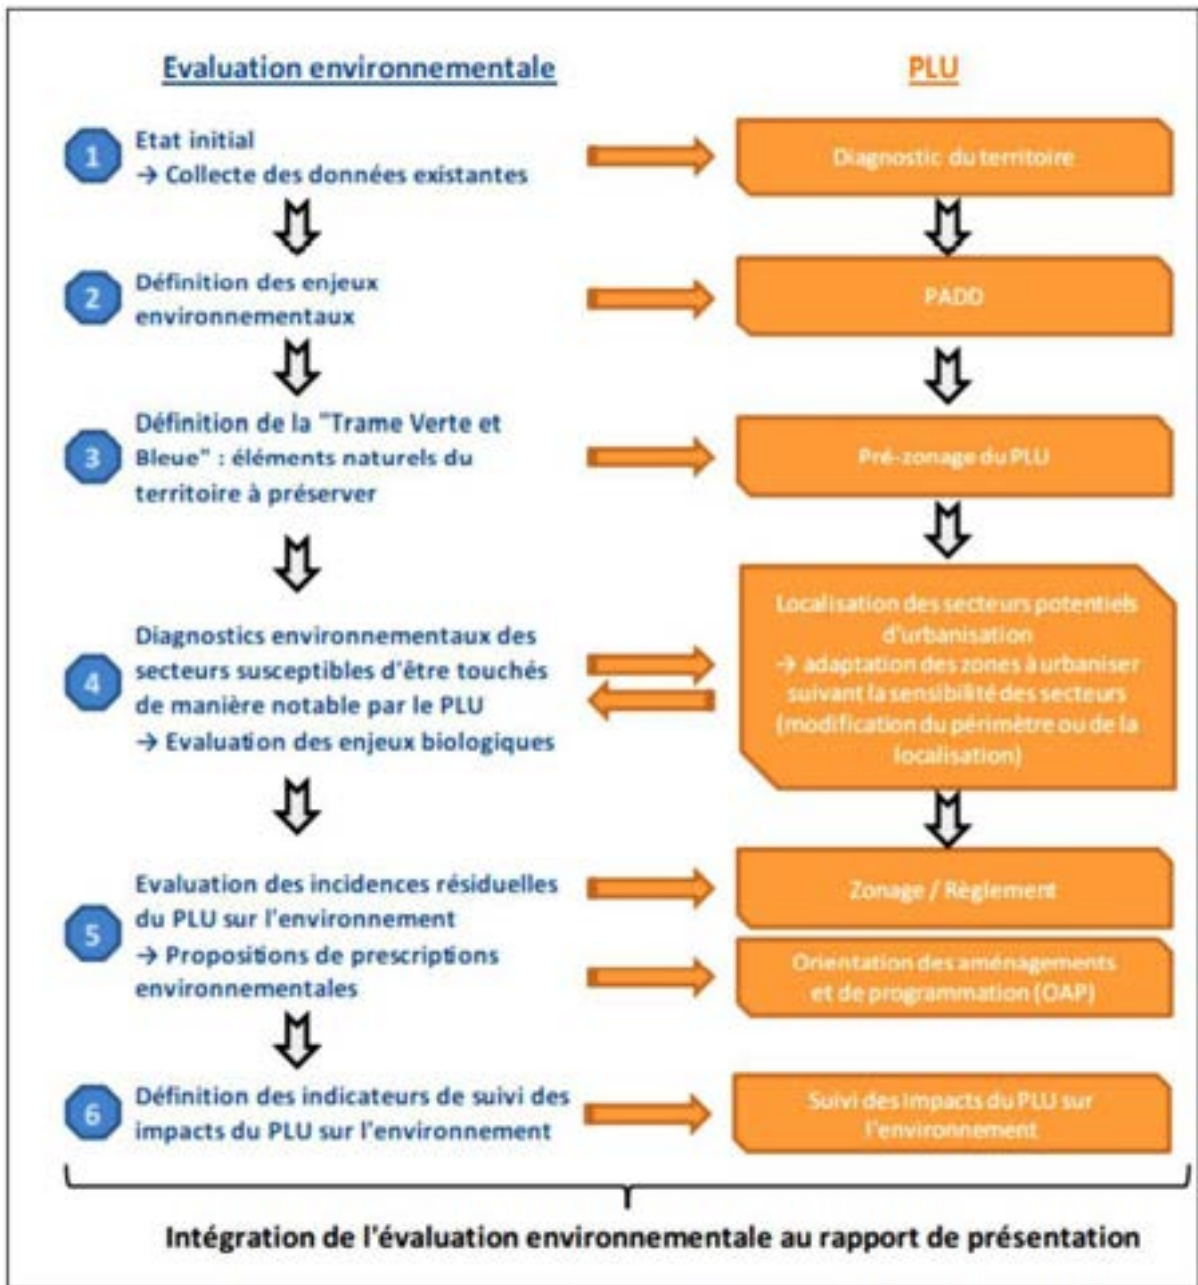 Evaluation environnementale
PLU
1
Etat initial
→ Collecte des données existantes
Diagnostic du territoire
2
Définition des enjeux
environnementaux
PADD
3
Définition de la "Trame Verte et
Bleue" : éléments naturels du
territoire à préserver
Pré-zonage du PLU
4
Diagnostics environnementaux des
secteurs susceptibles d'être touchés
de manière notable par le PLU
→ Evaluation des enjeux biologiques
Localisation des secteurs potentiels
d'urbanisation
→ adaptation des zones à urbaniser
suivant la sensibilité des secteurs
(modification du périmètre ou de la
localisation)
5
Evaluation des incidences résiduelles
du PLU sur l'environnement
→ Propositions de prescriptions
environnementales
Zonage / Règlement
Orientation des aménagements
et de programmation (OAP)
6
Définition des indicateurs de suivi des
impacts du PLU sur l'environnement
Suivi des impacts du PLU sur
l'environnement
Intégration de l'évaluation environnementale au rapport de présentation